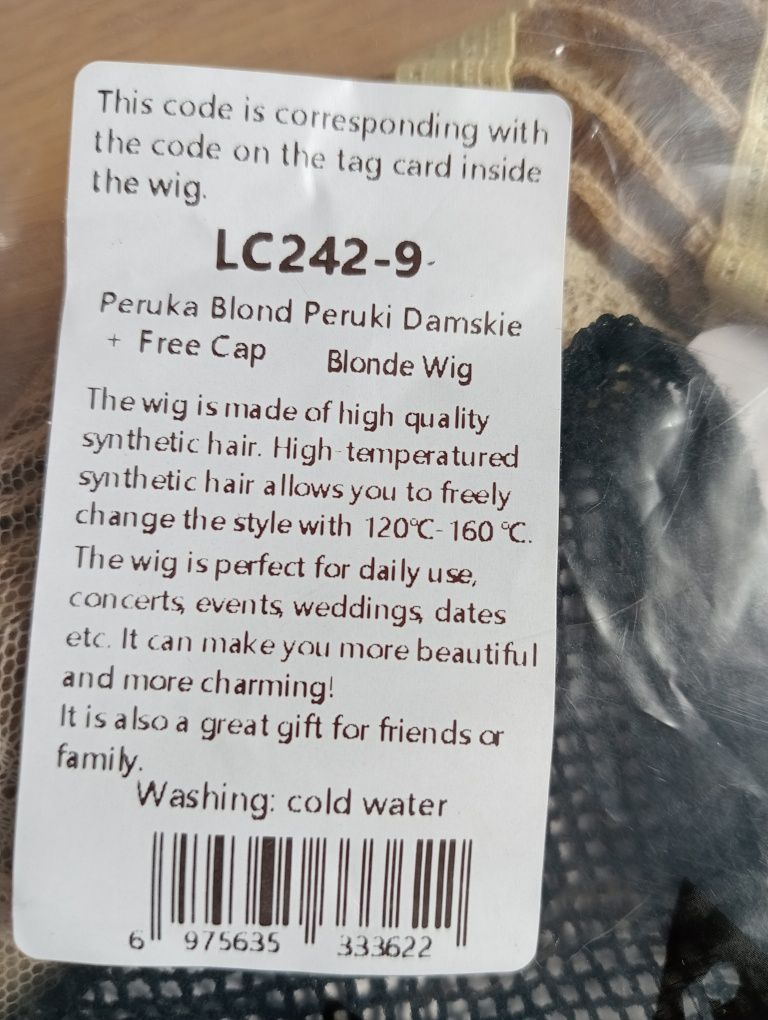 This code is corresponding with
the code on the tag card inside
the wig.
LC242-9
Peruka Blond Peruki Damskie
+ Free Cap Blonde Wig
The wig is made of high quality
synthetic hair. High-temperatured
synthetic hair allows you to freely
change the style with 120℃-160℃.
The wig is perfect for daily use,
concerts, events, weddings, dates
etc. It can make you more beautiful
and more charming!
It is also a great gift for friends or
family.
Washing: cold water
6 975635 333622